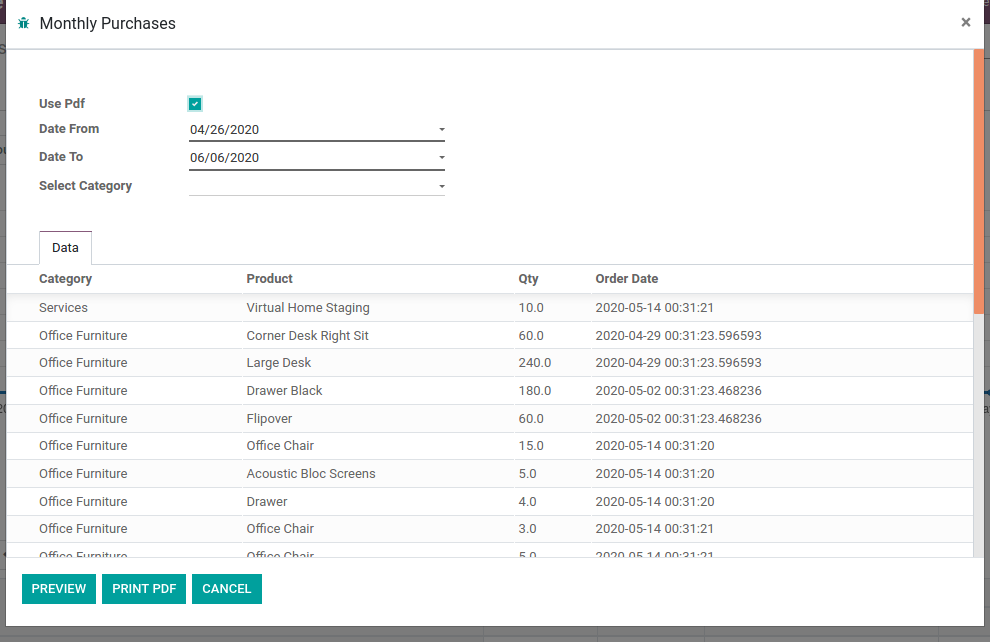 Monthly Purchases ×
Use Pdf
Date From 04/26/2020
Date To 06/06/2020
Select Category
Data
Category Product Qty Order Date
Services Virtual Home Staging 10.0 2020-05-14 00:31:21
Office Furniture Corner Desk Right Sit 60.0 2020-04-29 00:31:23.596593
Office Furniture Large Desk 240.0 2020-04-29 00:31:23.596593
Office Furniture Drawer Black 180.0 2020-05-02 00:31:23.468236
Office Furniture Flipover 60.0 2020-05-02 00:31:23.468236
Office Furniture Office Chair 15.0 2020-05-14 00:31:20
Office Furniture Acoustic Bloc Screens 5.0 2020-05-14 00:31:20
Office Furniture Drawer 4.0 2020-05-14 00:31:20
Office Furniture Office Chair 3.0 2020-05-14 00:31:21
Office Furniture Office Chair 5.0 2020-05-14 00:31:21
PREVIEW PRINT PDF CANCEL